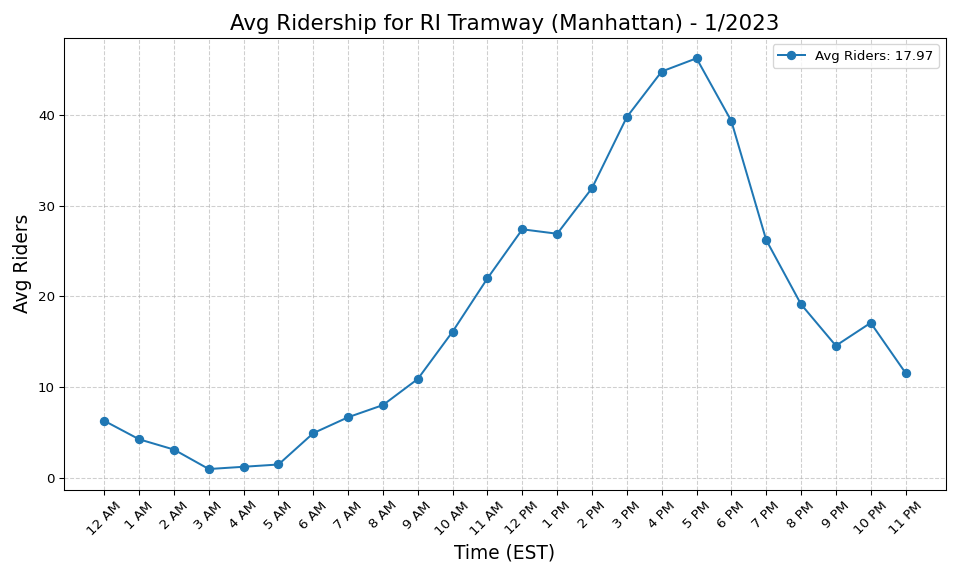 Avg Ridership for RI Tramway (Manhattan) - 1/2023
Avg Riders: 17.97
Avg Riders
40
30
20
10
0
12 AM
1 AM
2 AM
3 AM
4 AM
5 AM
6 AM
7 AM
8 AM
9 AM
10 AM
11 AM
12 PM
1 PM
2 PM
3 PM
4 PM
5 PM
6 PM
7 PM
8 PM
9 PM
10 PM
11 PM
Time (EST)